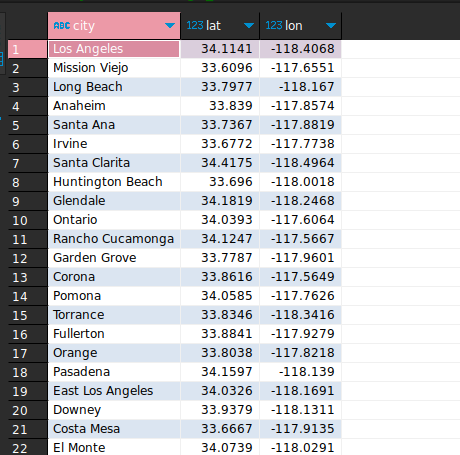 ABC city 123 lat 123 lon
1 Los Angeles 34.1141 -118.4068
2 Mission Viejo 33.6096 -117.6551
3 Long Beach 33.7977 -118.167
4 Anaheim 33.839 -117.8574
5 Santa Ana 33.7367 -117.8819
6 Irvine 33.6772 -117.7738
7 Santa Clarita 34.4175 -118.4964
8 Huntington Beach 33.696 -118.0018
9 Glendale 34.1819 -118.2468
10 Ontario 34.0393 -117.6064
11 Rancho Cucamonga 34.1247 -117.5667
12 Garden Grove 33.7787 -117.9601
13 Corona 33.8616 -117.5649
14 Pomona 34.0585 -117.7626
15 Torrance 33.8346 -118.3416
16 Fullerton 33.8841 -117.9279
17 Orange 33.8038 -117.8218
18 Pasadena 34.1597 -118.139
19 East Los Angeles 34.0326 -118.1691
20 Downey 33.9379 -118.1311
21 Costa Mesa 33.6667 -117.9135
22 El Monte 34.0739 -118.0291